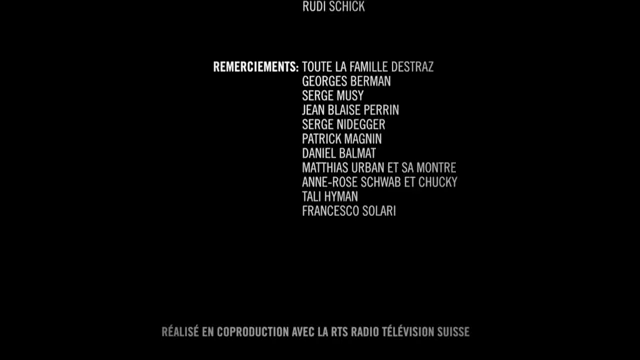 RUDI SCHICK
REMERCIEMENTS: TOUTE LA FAMILLE DESTRAZ
GEORGES BERMAN
SERGE MUSY
JEAN BLAISE PERRIN
SERGE NIDEGGER
PATRICK MAGNIN
DANIEL BALMAT
MATTHIAS URBAN ET SA MONTRE
ANNE-ROSE SCHWAB ET CHUCKY
TALI HYMAN
FRANCESCO SOLARI
RÉALISÉ EN COPRODUCTION AVEC LA RTS RADIO TÉLÉVISION SUISSE